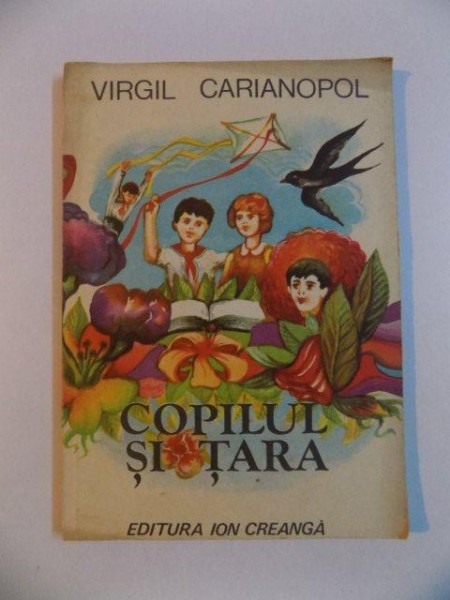 VIRGIL CARIANOPOL
COPILUL
ȘI ȚARA
EDITURA ION CREANGĂ